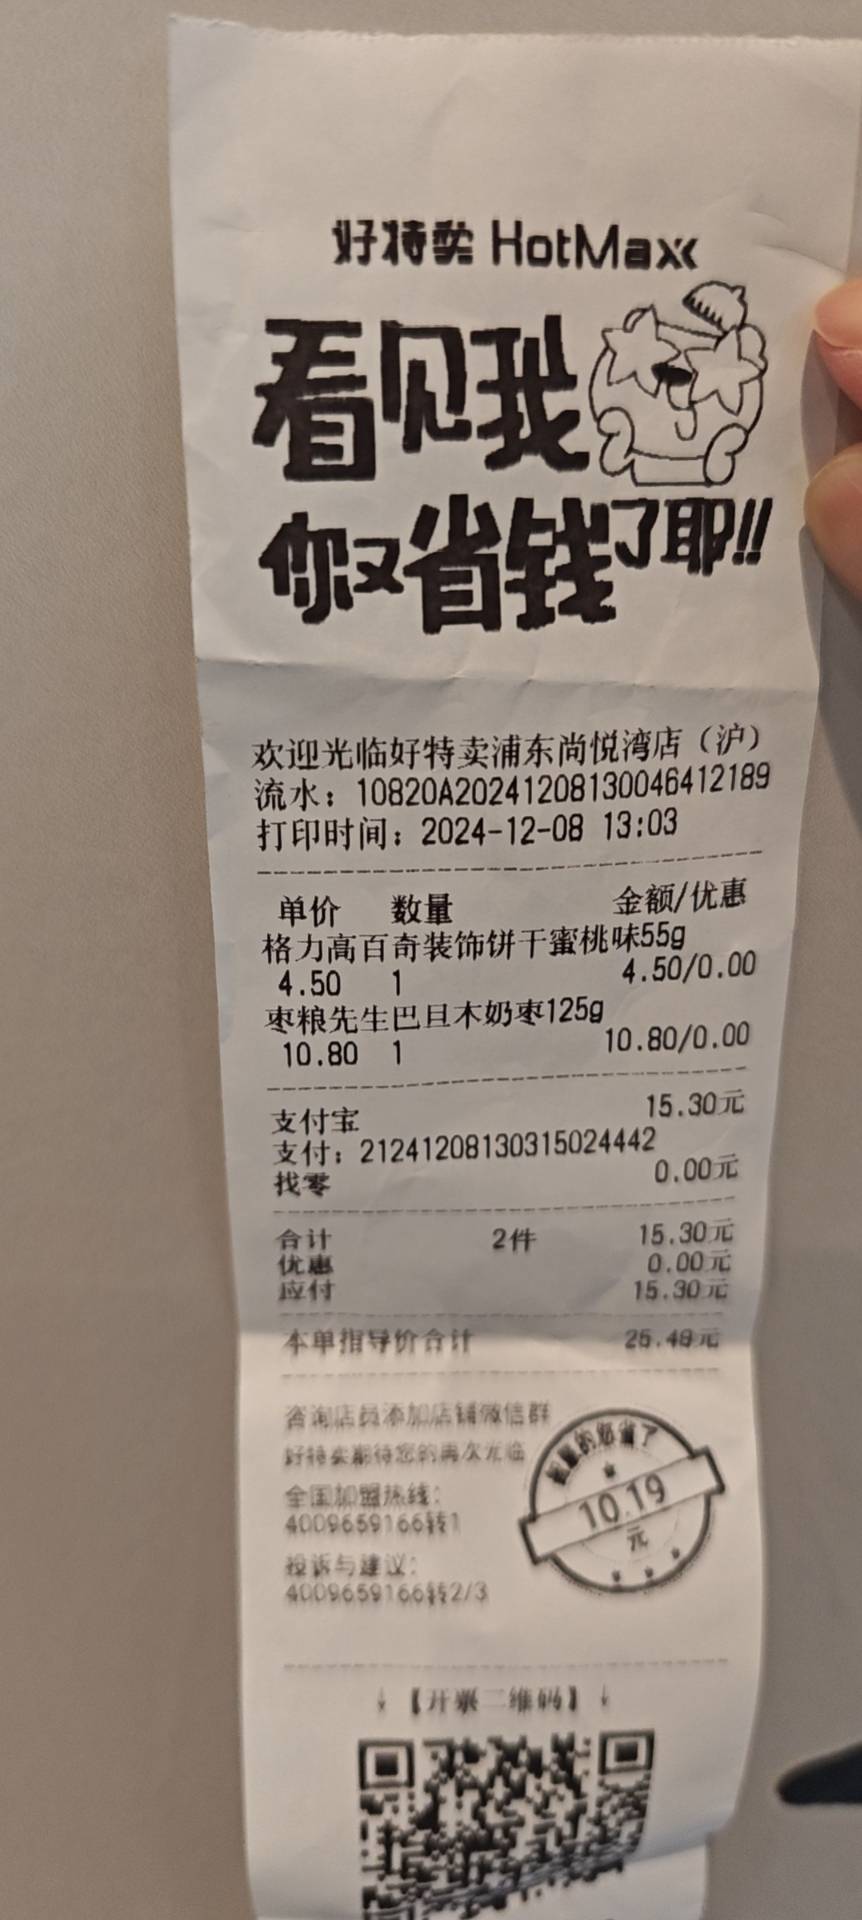 好特卖 HotMaxx
看见我
你又省钱了耶!!
欢迎光临好特卖浦东尚悦湾店（沪）
流水：10820A20241208130046412189
打印时间：2024-12-08 13:03
单价 数量 金额/优惠
格力高百奇装饰饼干蜜桃味55g
4.50 1 4.50/0.00
枣粮先生巴旦木奶枣125g
10.80 1 10.80/0.00
支付宝 15.30元
支付：21241208130315024442
找零 0.00元
合计 2件 15.30元
优惠 0.00元
应付 15.30元
本单指导价合计 25.49元
咨询店员添加店铺微信群
好特卖期待您的再次光临
全国加盟热线：
4009659166转1
投诉与建议：
4009659166转2/3
的您省了
10.19
元
↓【开票二维码】↓